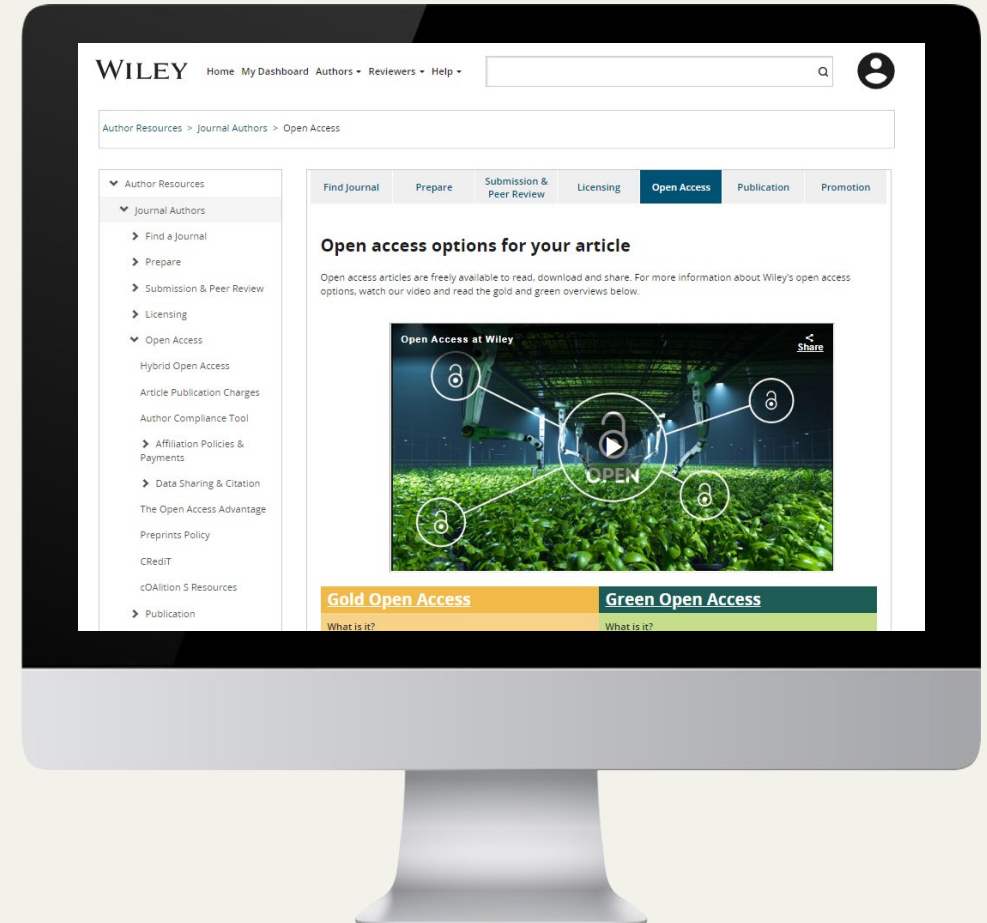 WILEY Home My Dashboard Authors Reviewers Help
Author Resources > Journal Authors > Open Access
Author Resources
Journal Authors
Find a Journal
Prepare
Submission & Peer Review
Licensing
Open Access
Hybrid Open Access
Article Publication Charges
Author Compliance Tool
Affiliation Policies &
Payments
Data Sharing & Citation
The Open Access Advantage
Preprints Policy
CRediT
cOAlition S Resources
Publication
Find Journal Prepare Submission & Peer Review Licensing Open Access Publication Promotion
Open access options for your article
Open access articles are freely available to read, download and share. For more information about Wiley's open access
options, watch our video and read the gold and green overviews below.
Open Access at Wiley
Share
OPEN
Gold Open Access Green Open Access
What is it? What is it?